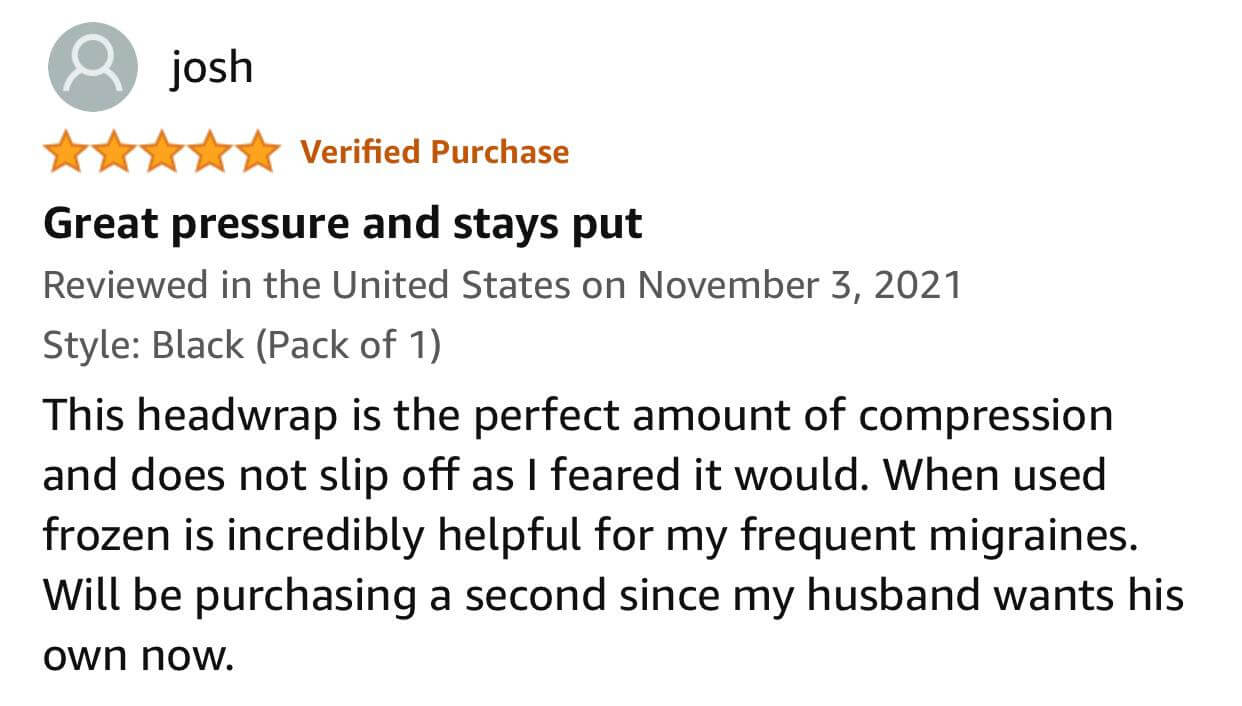 josh
Verified Purchase
Great pressure and stays put
Reviewed in the United States on November 3, 2021
Style: Black (Pack of 1)
This headwrap is the perfect amount of compression
and does not slip off as I feared it would. When used
frozen is incredibly helpful for my frequent migraines.
Will be purchasing a second since my husband wants his
own now.